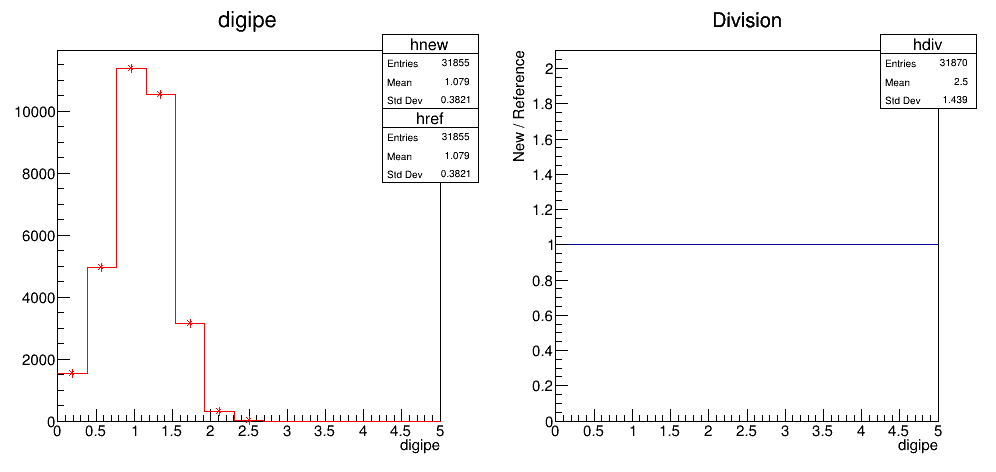 digipe
hnew
Entries 31855
Mean 1.079
Std Dev 0.3821
href
Entries 31855
Mean 1.079
Std Dev 0.3821
10000
8000
6000
4000
2000
0
0 0.5 1 1.5 2 2.5 3 3.5 4 4.5 5
digipe
Division
hdiv
Entries 31870
Mean 2.5
Std Dev 1.439
New / Reference
2
1.8
1.6
1.4
1.2
1
0.8
0.6
0.4
0.2
0
0 0.5 1 1.5 2 2.5 3 3.5 4 4.5 5
digipe